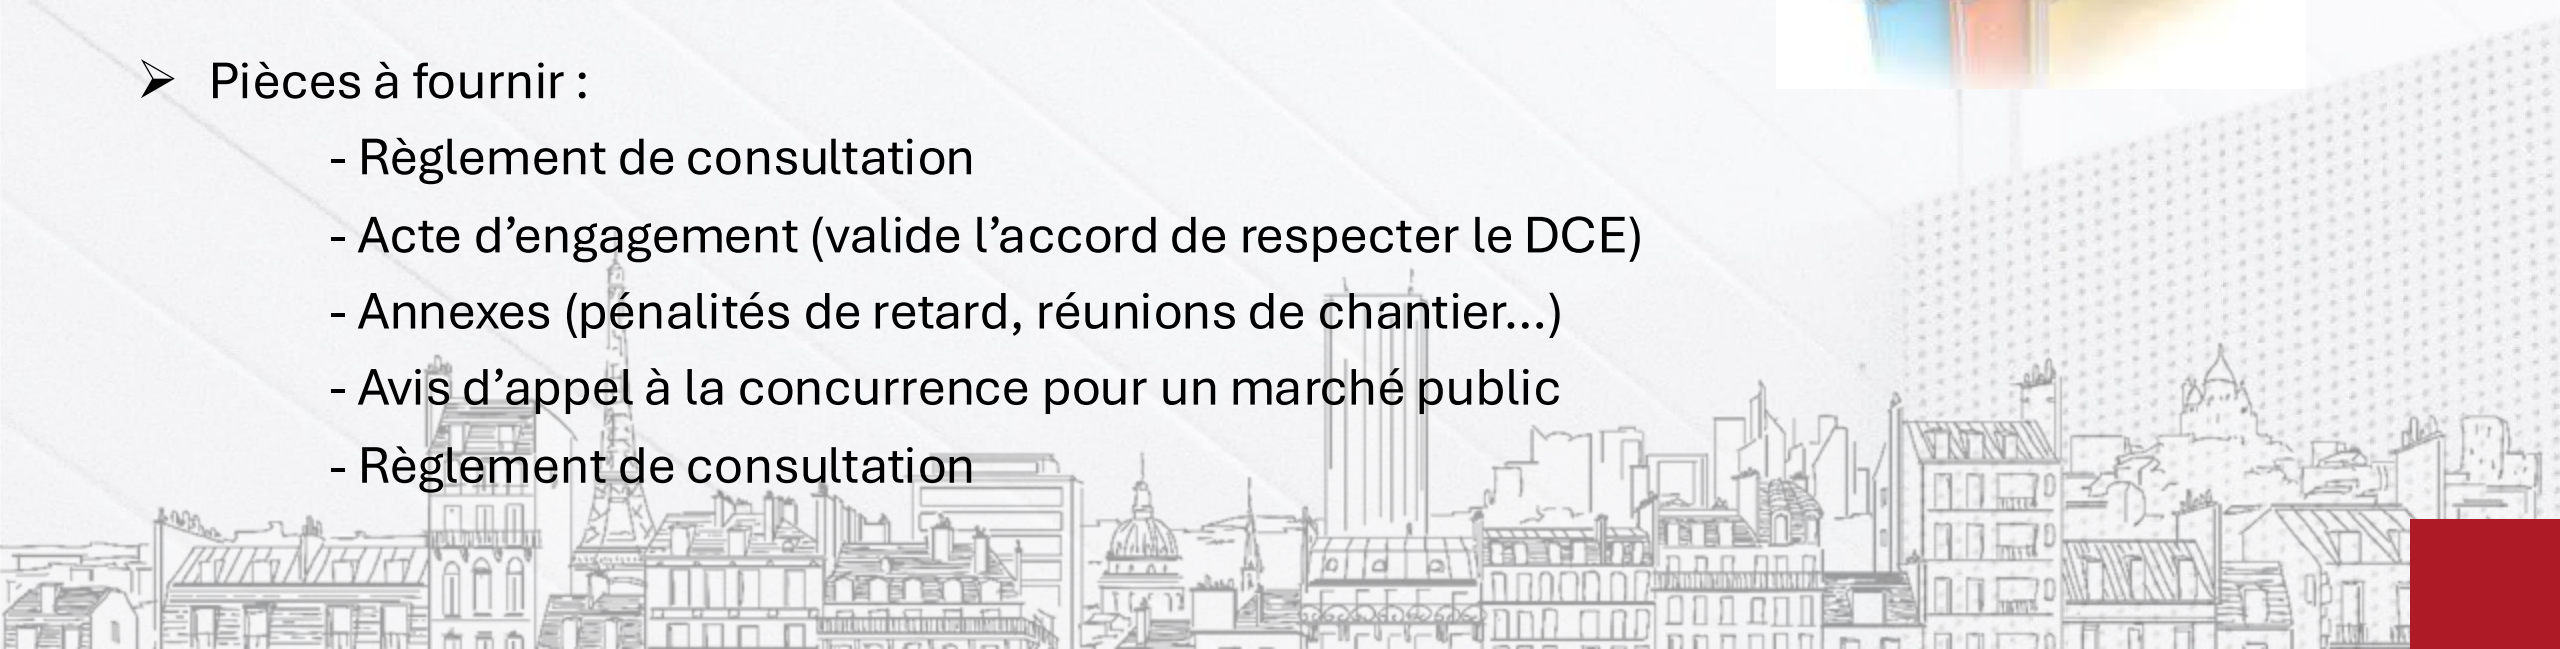 ➢ Pièces à fournir :
- Règlement de consultation
- Acte d’engagement (valide l’accord de respecter le DCE)
- Annexes (pénalités de retard, réunions de chantier…)
- Avis d’appel à la concurrence pour un marché public
- Règlement de consultation